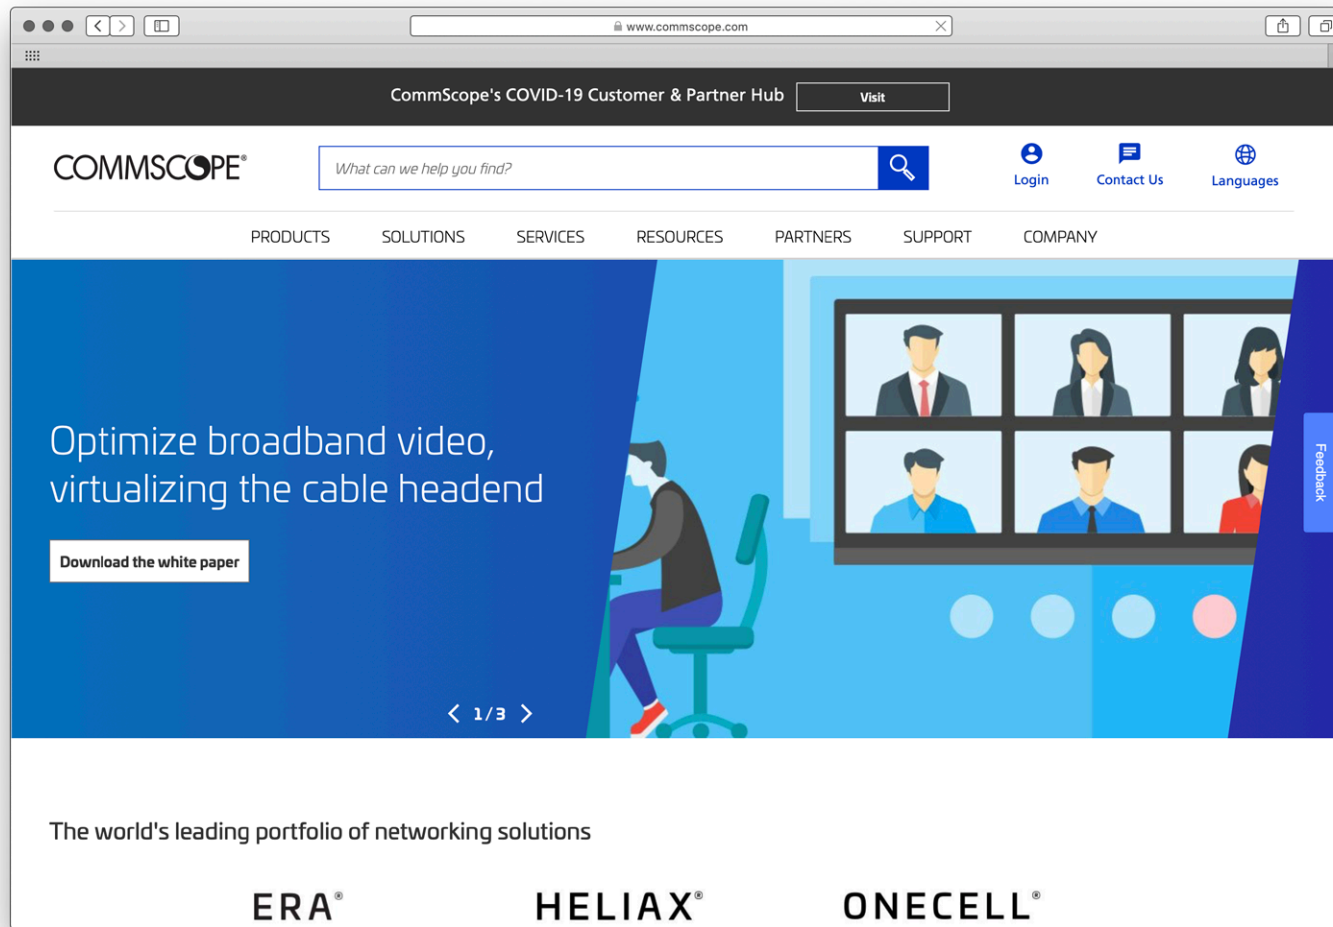 www.commscope.com
CommScope's COVID-19 Customer & Partner Hub Visit
COMMSCOPE®
What can we help you find?
Login Contact Us Languages
PRODUCTS SOLUTIONS SERVICES RESOURCES PARTNERS SUPPORT COMPANY
Optimize broadband video,
virtualizing the cable headend
Download the white paper
1/3
Feedback
The world's leading portfolio of networking solutions
ERA® HELIAX® ONECELL®